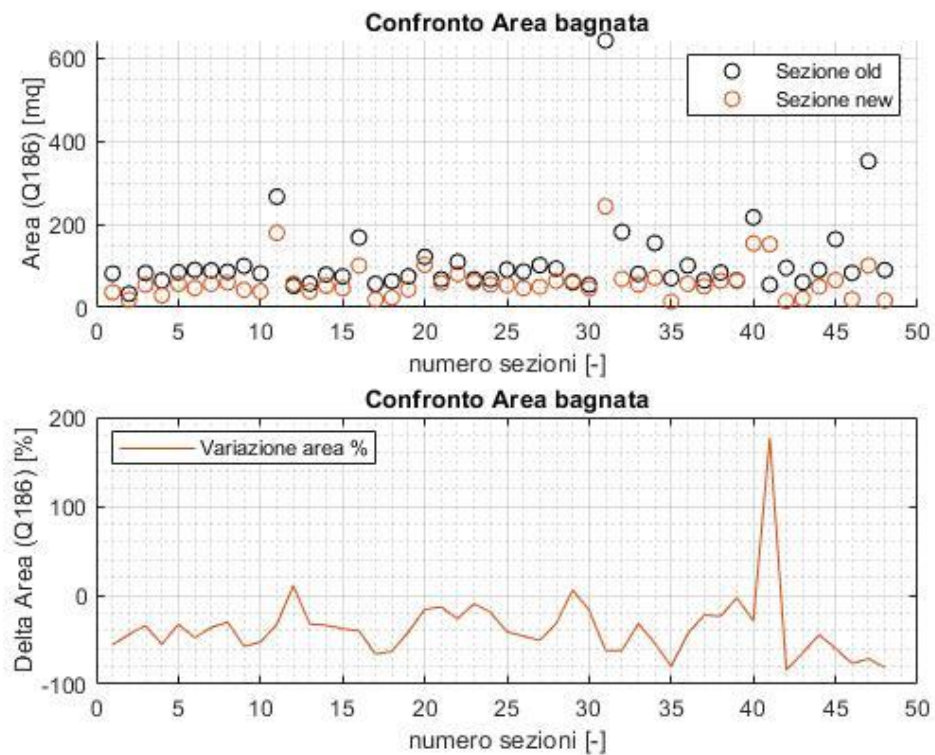 Confronto Area bagnata
600
400
200
0
Area (Q186) [mq]
Sezione old
Sezione new
0 5 10 15 20 25 30 35 40 45 50
numero sezioni [-]
Confronto Area bagnata
200
100
0
-100
Delta Area (Q186) [%]
Variazione area %
0 5 10 15 20 25 30 35 40 45 50
numero sezioni [-]